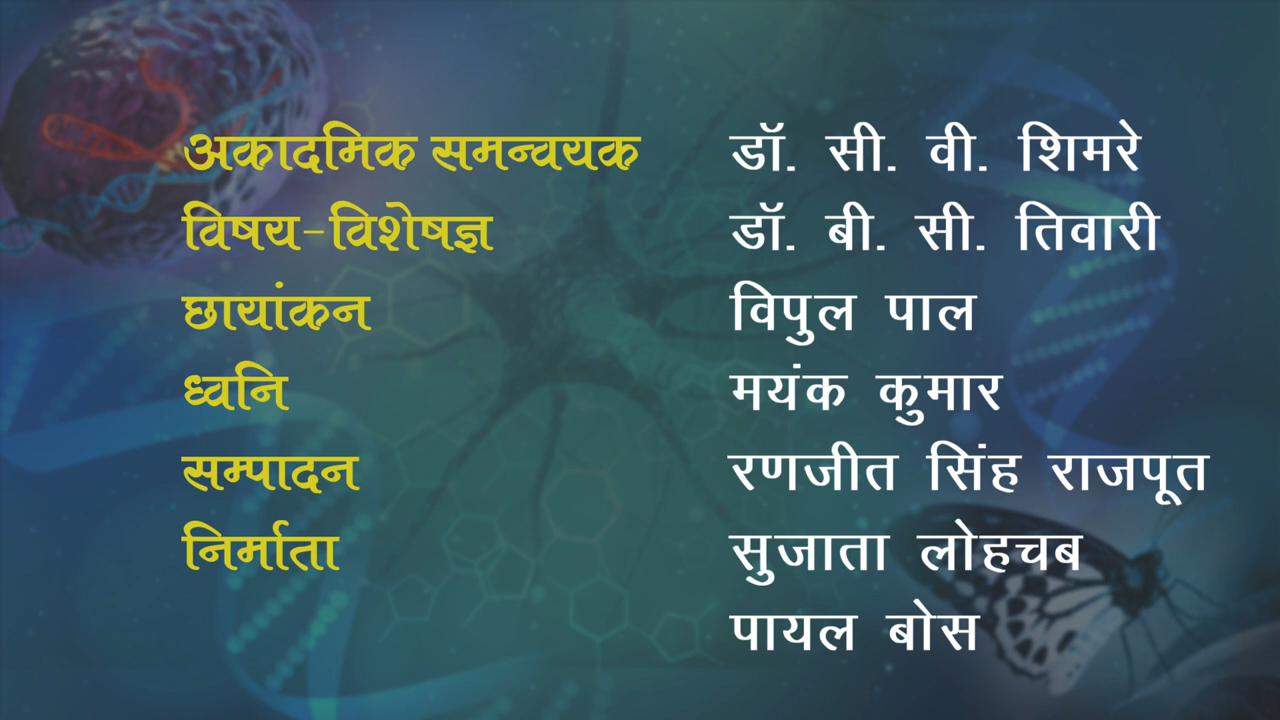 अकादमिक समन्वयक डॉ. सी. वी. शिमरे
विषय-विशेषज्ञ डॉ. बी. सी. तिवारी
छायांकन विपुल पाल
ध्वनि मयंक कुमार
सम्पादन रणजीत सिंह राजपूत
निर्माता सुजाता लोहचब
पायल बोस